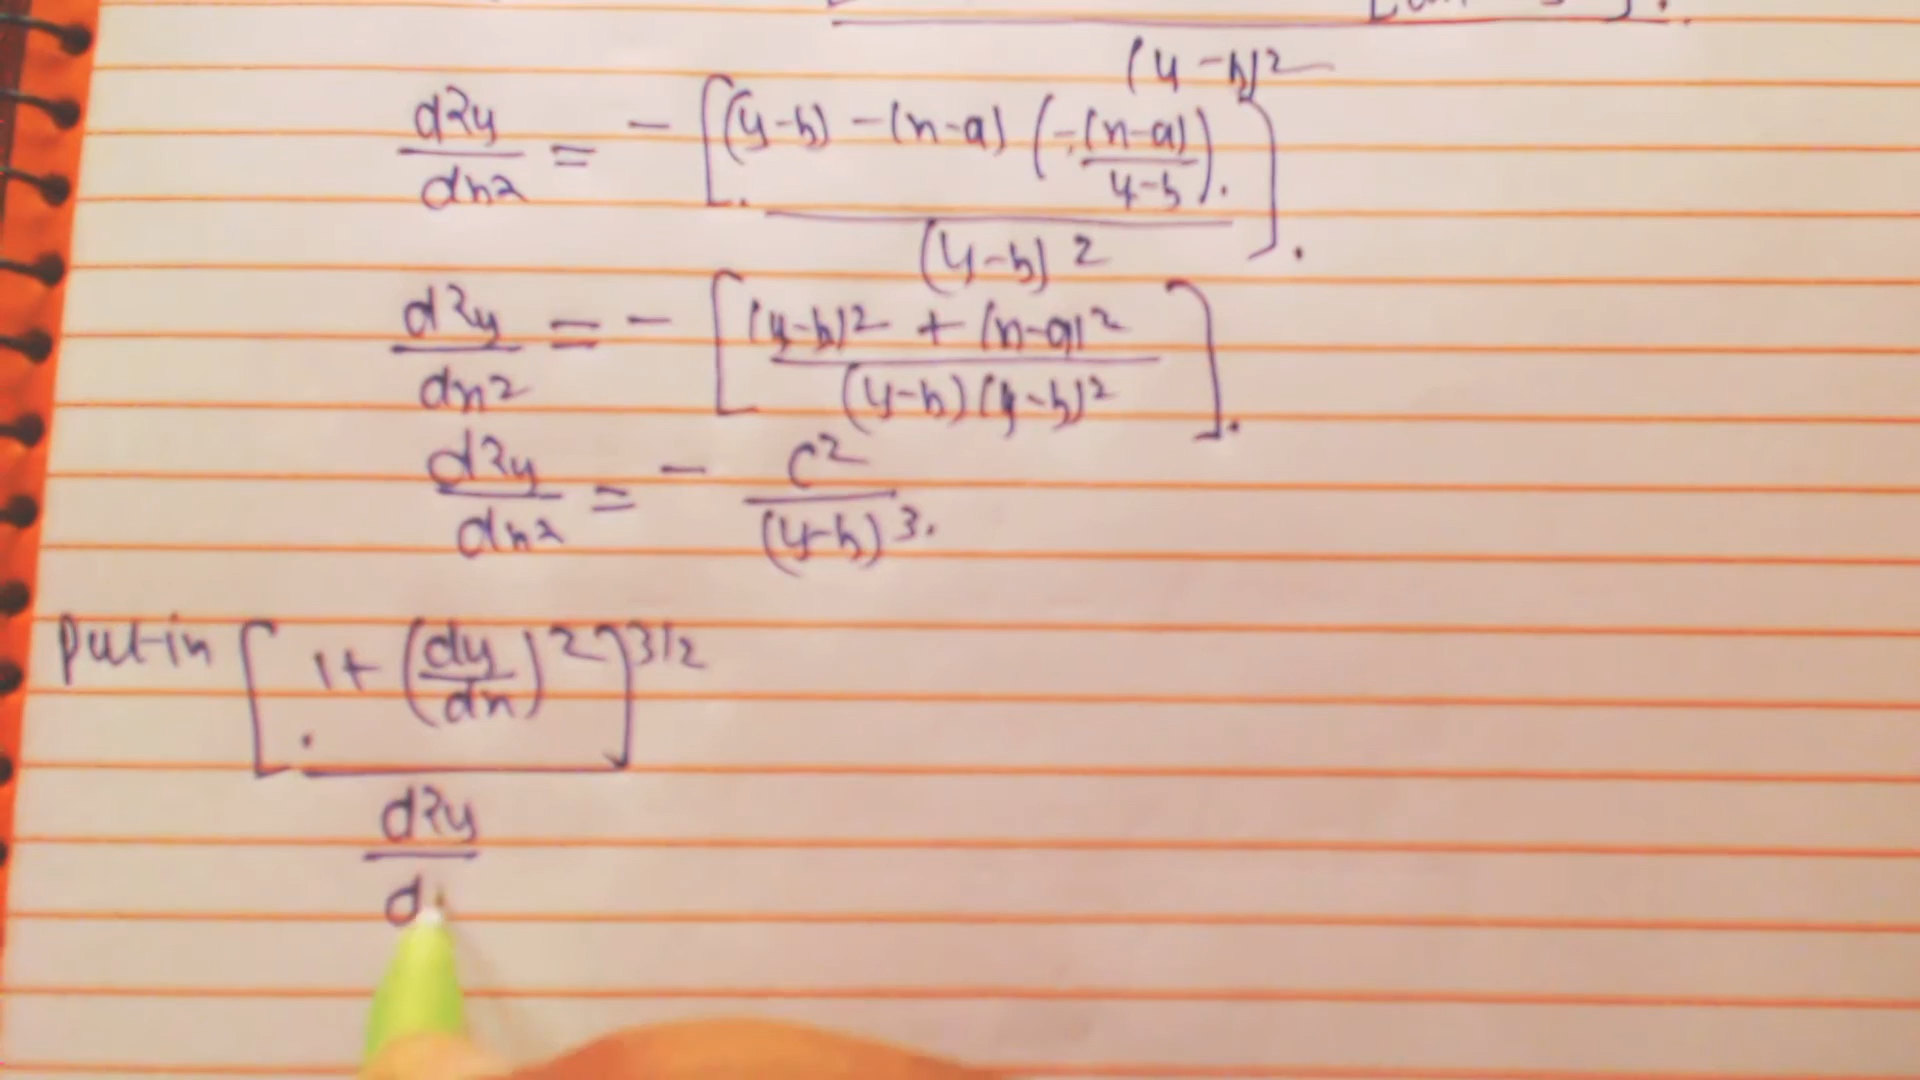 (y-b)2
d2y/dx2 = - [(y-b) - (x-a) (-(x-a)/y-b). / (y-b)2].
d2y/dx2 = - [(y-b)2 + (x-a)2 / (y-b)(y-b)2].
d2y/dx2 = - c2/(y-b)3.
Put in [1+ (dy/dx)2]3/2
d2y
d